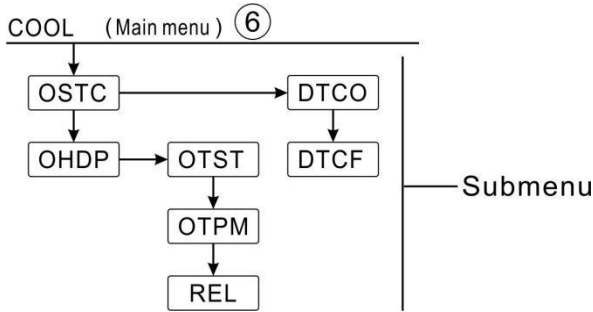 COOL (Main menu) 6
OSTC DTCO
OHDP OTST DTCF
Submenu
OTPM
REL